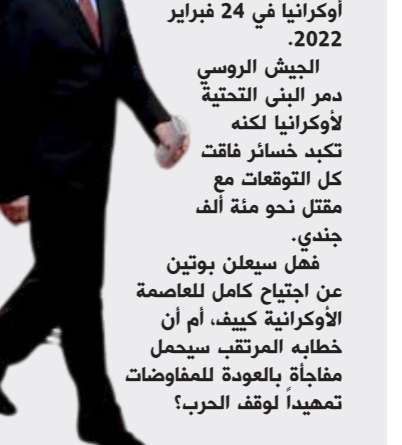 أوكرانيا في 24 فبراير
2022.
الجيش الروسي
دمر البنى التحتية
لأوكرانيا لكنه
تكبد خسائر فاقت
كل التوقعات مع
مقتل نحو مئة ألف
جندي.
فهل سيعلن بوتين
عن اجتياح كامل للعاصمة
الأوكرانية كييف، أم أن
خطابه المرتقب سيحمل
مفاجأة بالعودة للمفاوضات
تمهيداً لوقف الحرب؟